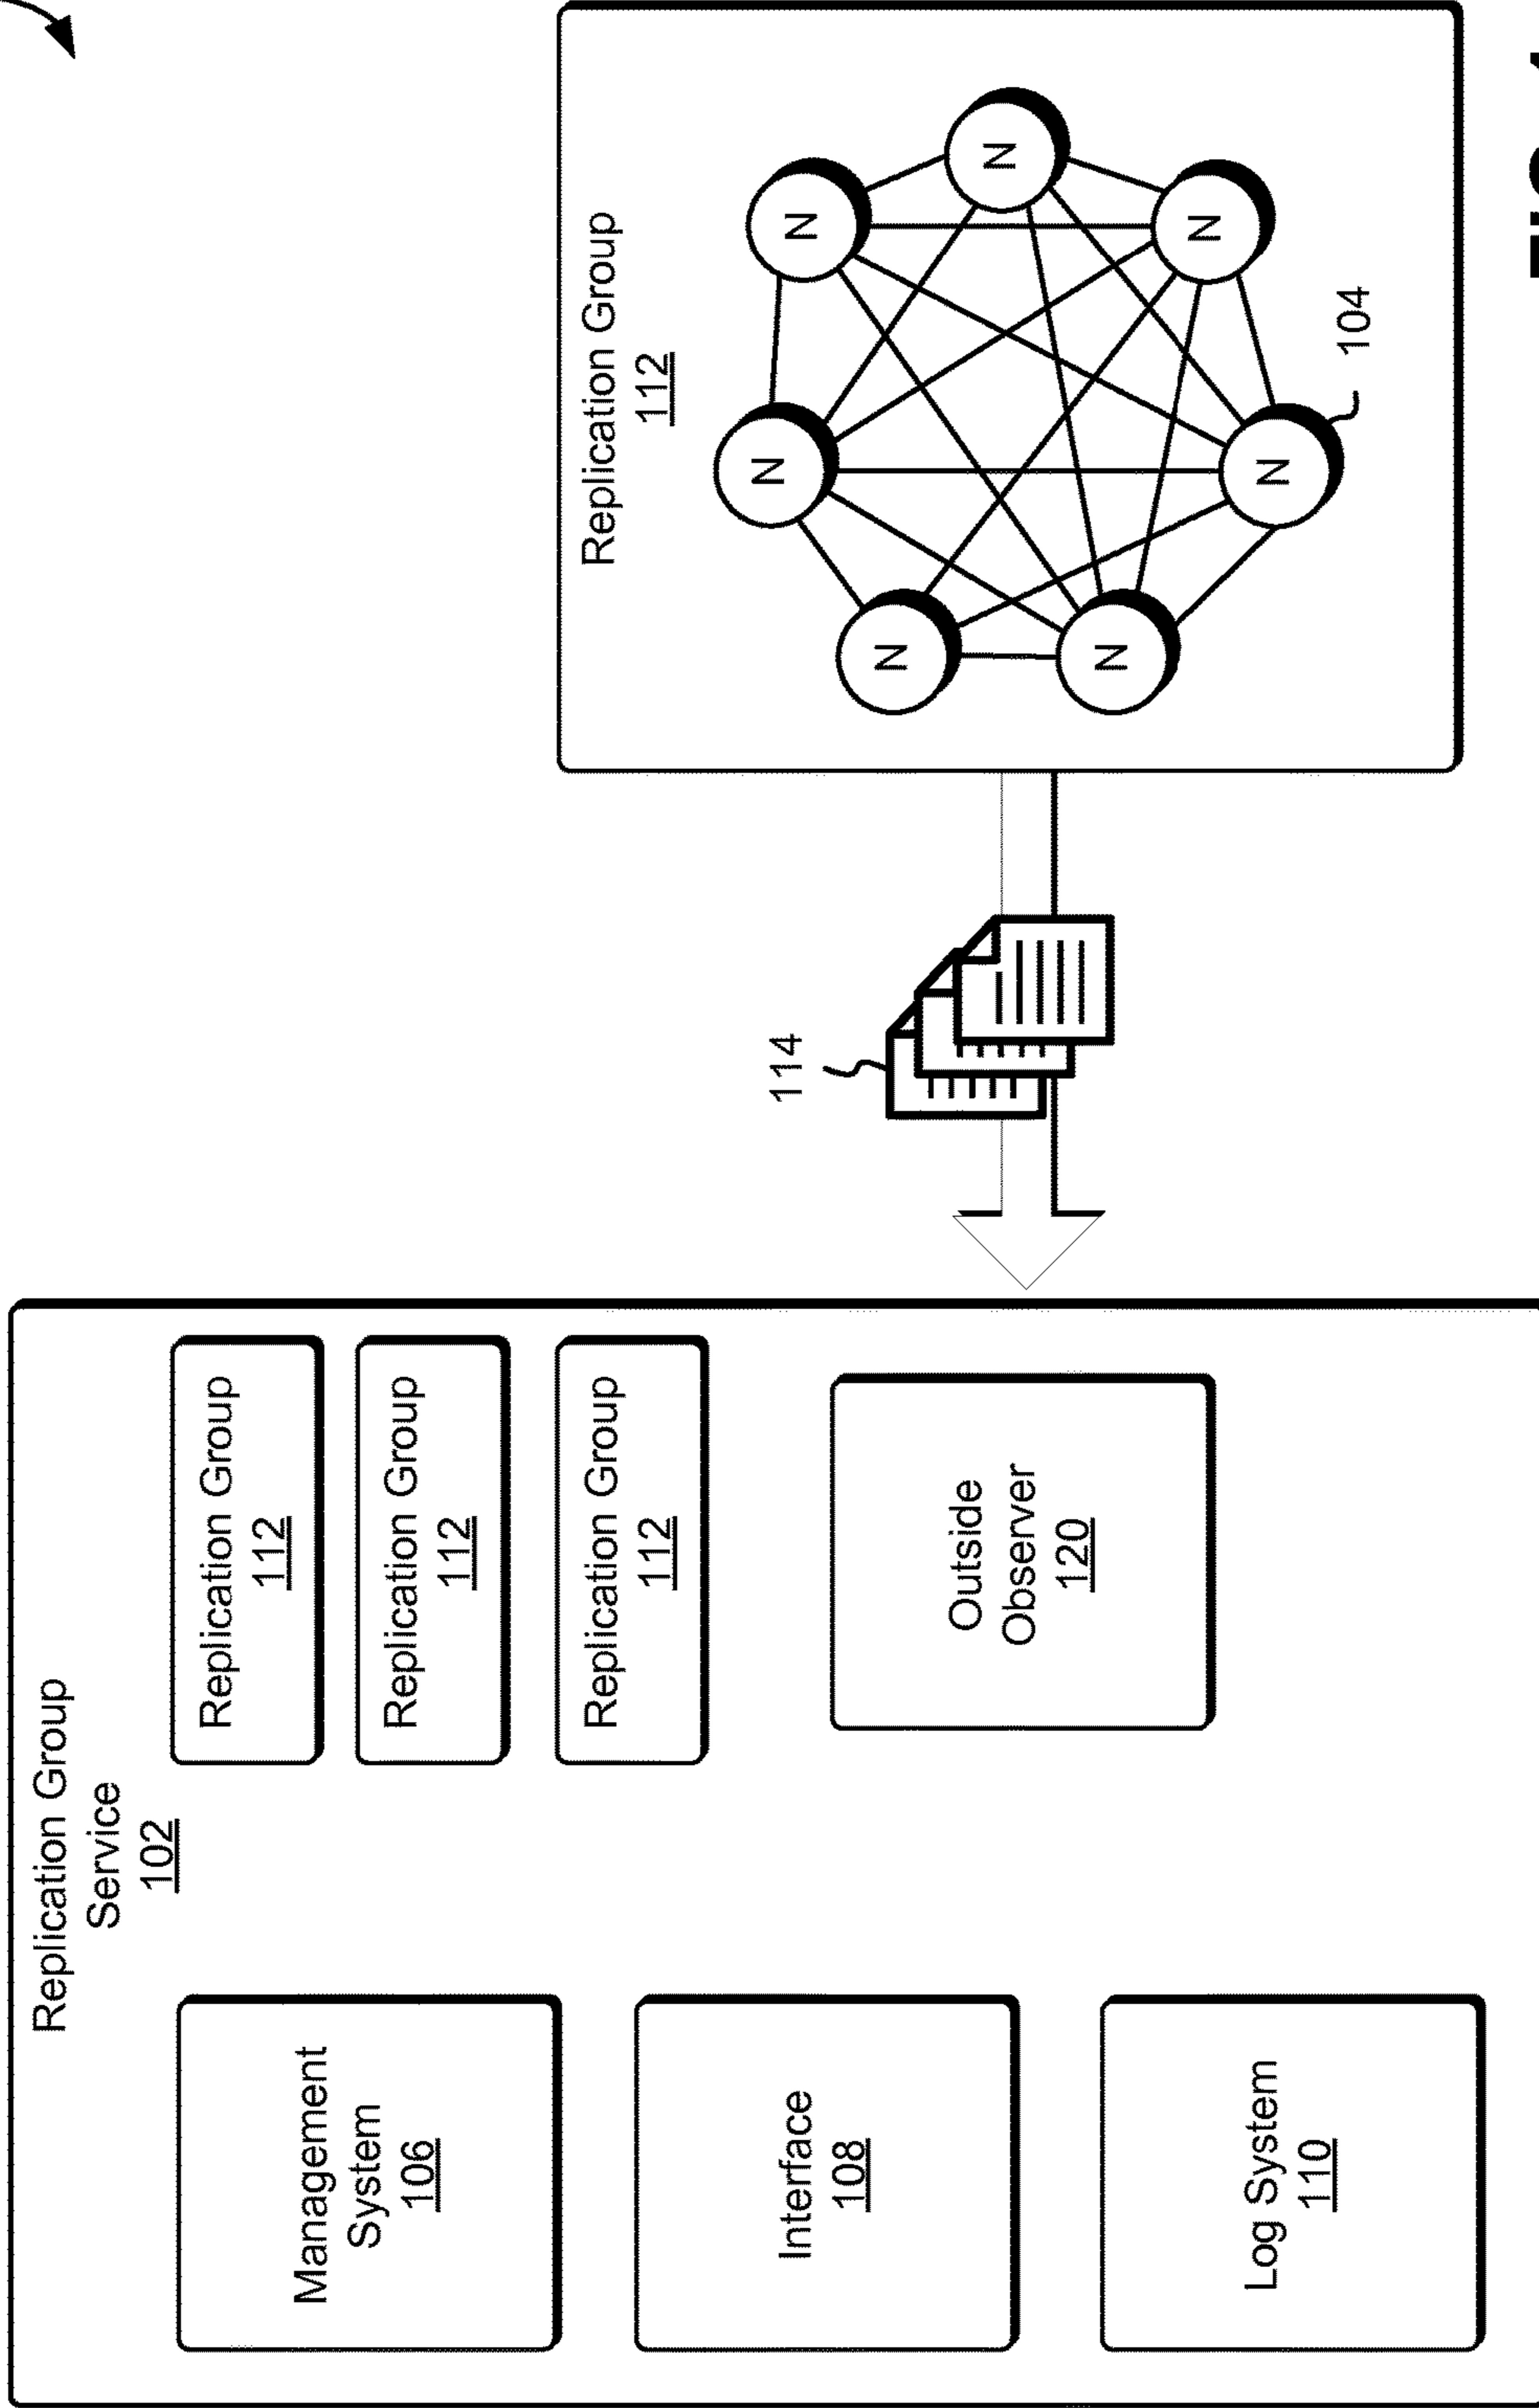 Replication Group
Service
102
Management
System
106
Interface
108
Log System
110
Replication Group
112
Replication Group
112
Replication Group
112
Outside
Observer
120
114
Replication Group
112
N
N
N
N
N
N
N
104